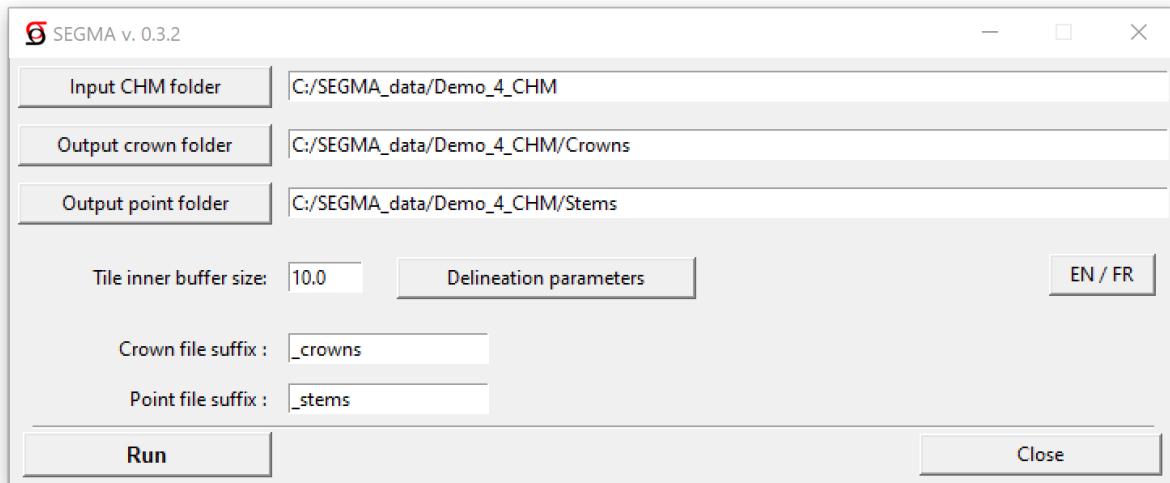 SEGMA v. 0.3.2
Input CHM folder C:/SEGMA_data/Demo_4_CHM
Output crown folder C:/SEGMA_data/Demo_4_CHM/Crowns
Output point folder C:/SEGMA_data/Demo_4_CHM/Stems
Tile inner buffer size: 10.0 Delineation parameters EN / FR
Crown file suffix : _crowns
Point file suffix : _stems
Run Close